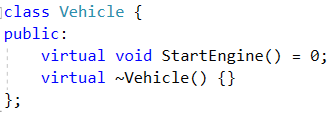 class Vehicle {
public:
    virtual void StartEngine() = 0;
    virtual ~Vehicle() {}
};